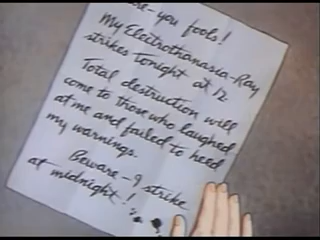 are-you fools!
My Electrothanasia-Ray
strikes tonight at 12.
Total destruction will
come to those who laughed
at me and failed to heed
my warnings.
Beware-I strike
at midnight!